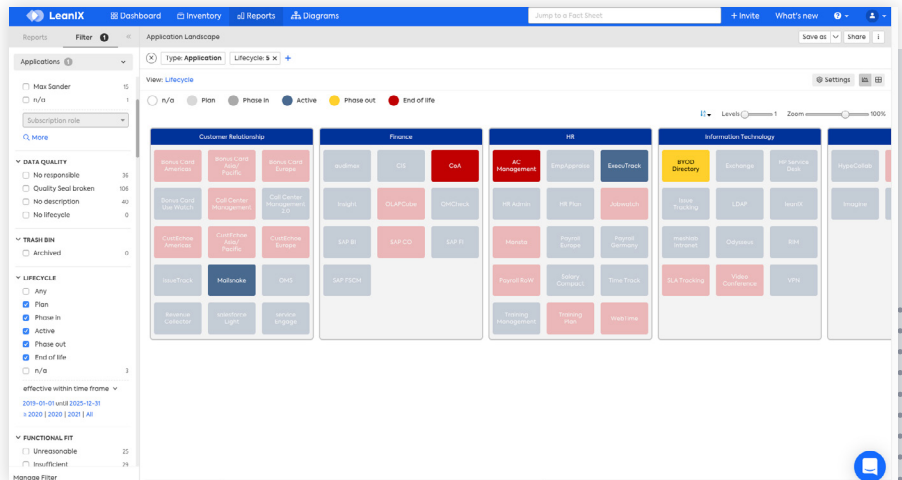 LeanIX
Dashboard
Inventory
Reports
Diagrams
Jump to a Fact Sheet
+ Invite
What's new
Reports
Filter 1
Application Landscape
Save as
Share
Applications 1
Type: Application
Lifecycle: 5 ×
+
View: Lifecycle
Settings
Max Sander 15
n/a 1
Subscription role
More
n/a
Plan
Phase in
Active
Phase out
End of life
Levels 1
Zoom 100%
DATA QUALITY
No responsible 36
Quality Seal broken 106
No description 40
No lifecycle 0
TRASH BIN
Archived 0
LIFECYCLE
Any
Plan
Phase in
Active
Phase out
End of life
n/a 3
effective within time frame
2019-01-01 until 2025-12-31
2020 | 2020 | 2021 | All
FUNCTIONAL FIT
Unreasonable 25
Insufficient 24
Manage Filter
Customer Relationship
Bonus Card Americas
Bonus Card Asia/ Pacific
Bonus Card Europe
Bonus Card Use Watch
Call Center Management
Call Center Management 2.0
CustEchoe Americas
CustEchoe Asia/ Pacific
CustEchoe Europe
IssueTrack
Mailsnake
OMS
Revenue Collector
salesforce Light
service Engage
Finance
CIS
CoA
Insight
OLAPCube
OMCheck
SAP BI
SAP CO
SAP FI
SAP FSCM
HR
AC Management
EmpAppraise
ExecuTrack
HR Admin
HR Plan
Jobwatch
Payroll Europe
Payroll Germany
Payroll RoW
Salary Compact
Time Track
Training Management
Training Plan
WebTime
Information Technology
BYOD Directory
Exchange
HP Service Desk
Issue Tracking
LDAP
leanIX
Intranet
Odysseus
RIM
SLA Tracking
Video Conference
VPN
HypeCollab
Imagine